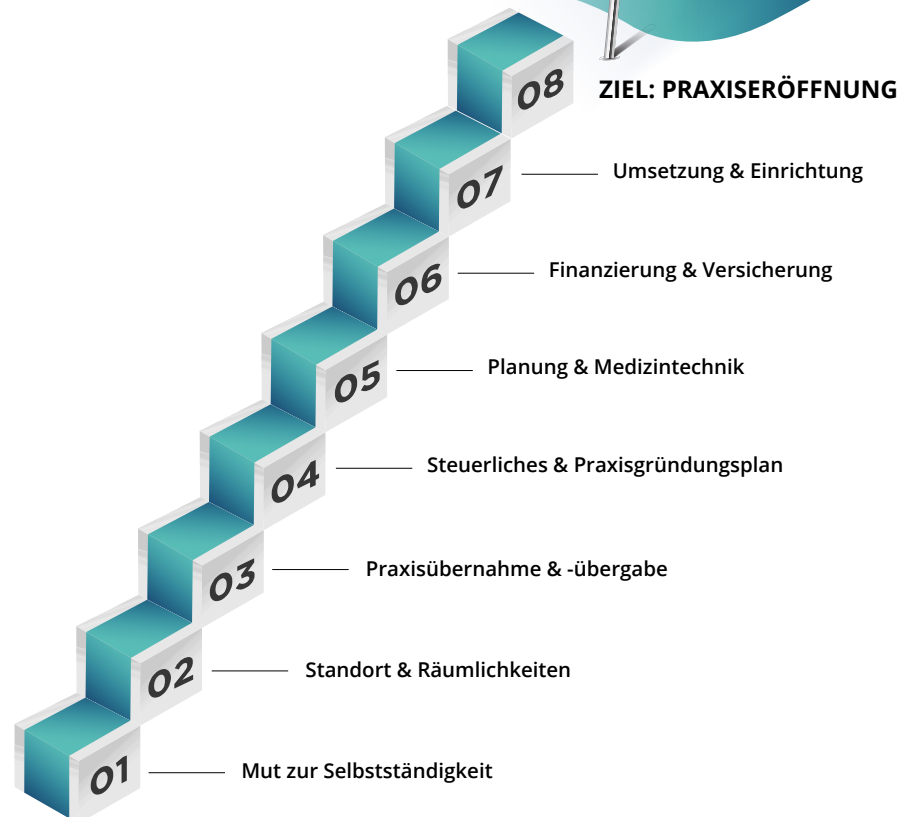 08
ZIEL: PRAXISERÖFFNUNG
07
Umsetzung & Einrichtung
06
Finanzierung & Versicherung
05
Planung & Medizintechnik
04
Steuerliches & Praxisgründungsplan
03
Praxisübernahme & -übergabe
02
Standort & Räumlichkeiten
01
Mut zur Selbstständigkeit